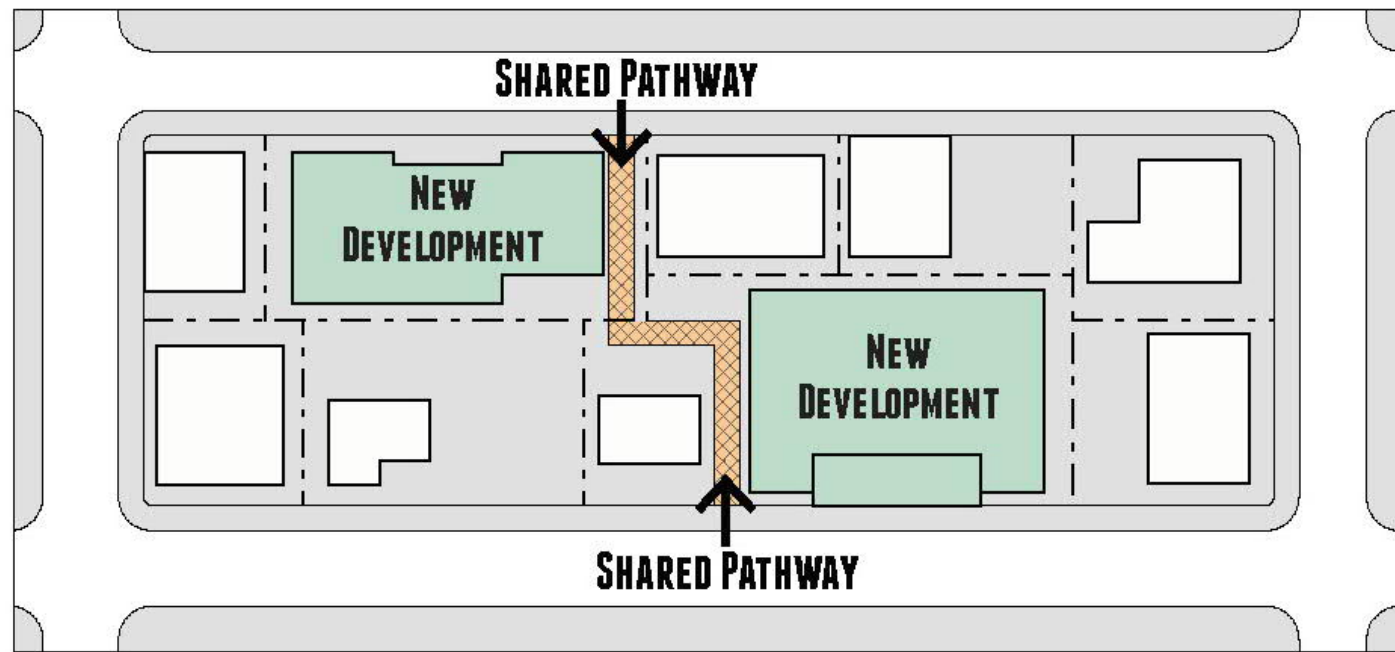 SHARED PATHWAY
NEW
DEVELOPMENT
NEW
DEVELOPMENT
SHARED PATHWAY